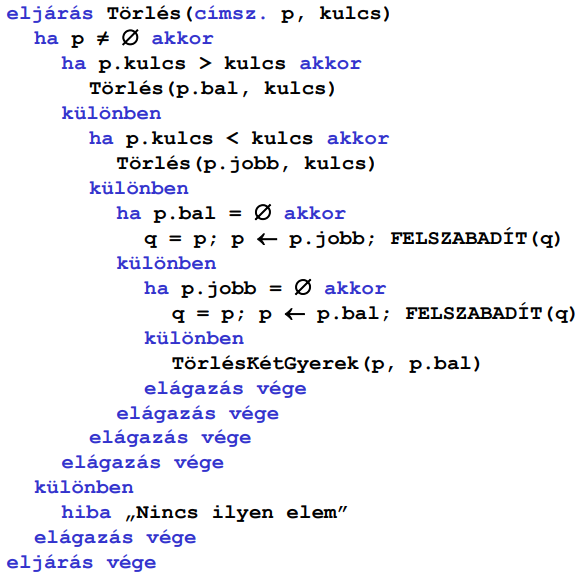 eljárás Törlés(címsz. p, kulcs)
ha p ≠ ∅ akkor
ha p.kulcs > kulcs akkor
Törlés(p.bal, kulcs)
különben
ha p.kulcs < kulcs akkor
Törlés(p.jobb, kulcs)
különben
ha p.bal = ∅ akkor
q = p; p ← p.jobb; FELSZABADÍT(q)
különben
ha p.jobb = ∅ akkor
q = p; p ← p.bal; FELSZABADÍT(q)
különben
TörlésKétGyerek(p, p.bal)
elágazás vége
elágazás vége
elágazás vége
elágazás vége
különben
hiba „Nincs ilyen elem”
elágazás vége
eljárás vége